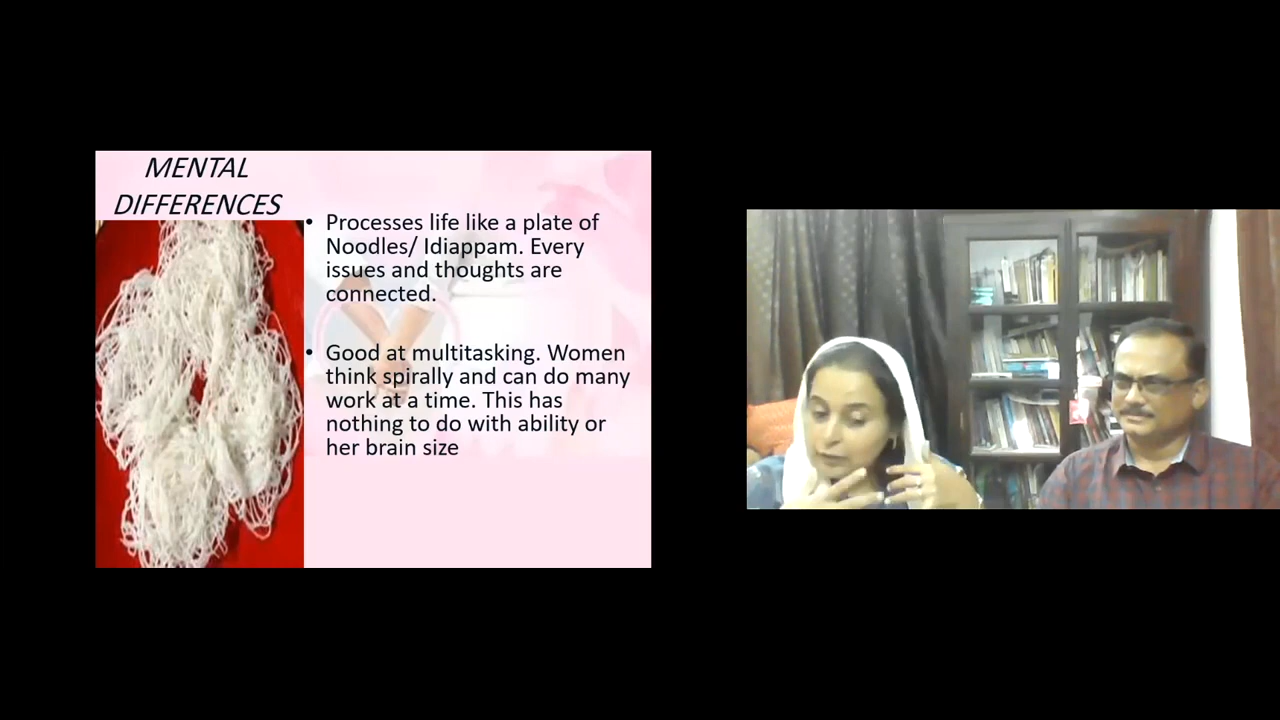 MENTAL
DIFFERENCES
• Processes life like a plate of
Noodles/ Idiappam. Every
issues and thoughts are
connected.
• Good at multitasking. Women
think spirally and can do many
work at a time. This has
nothing to do with ability or
her brain size